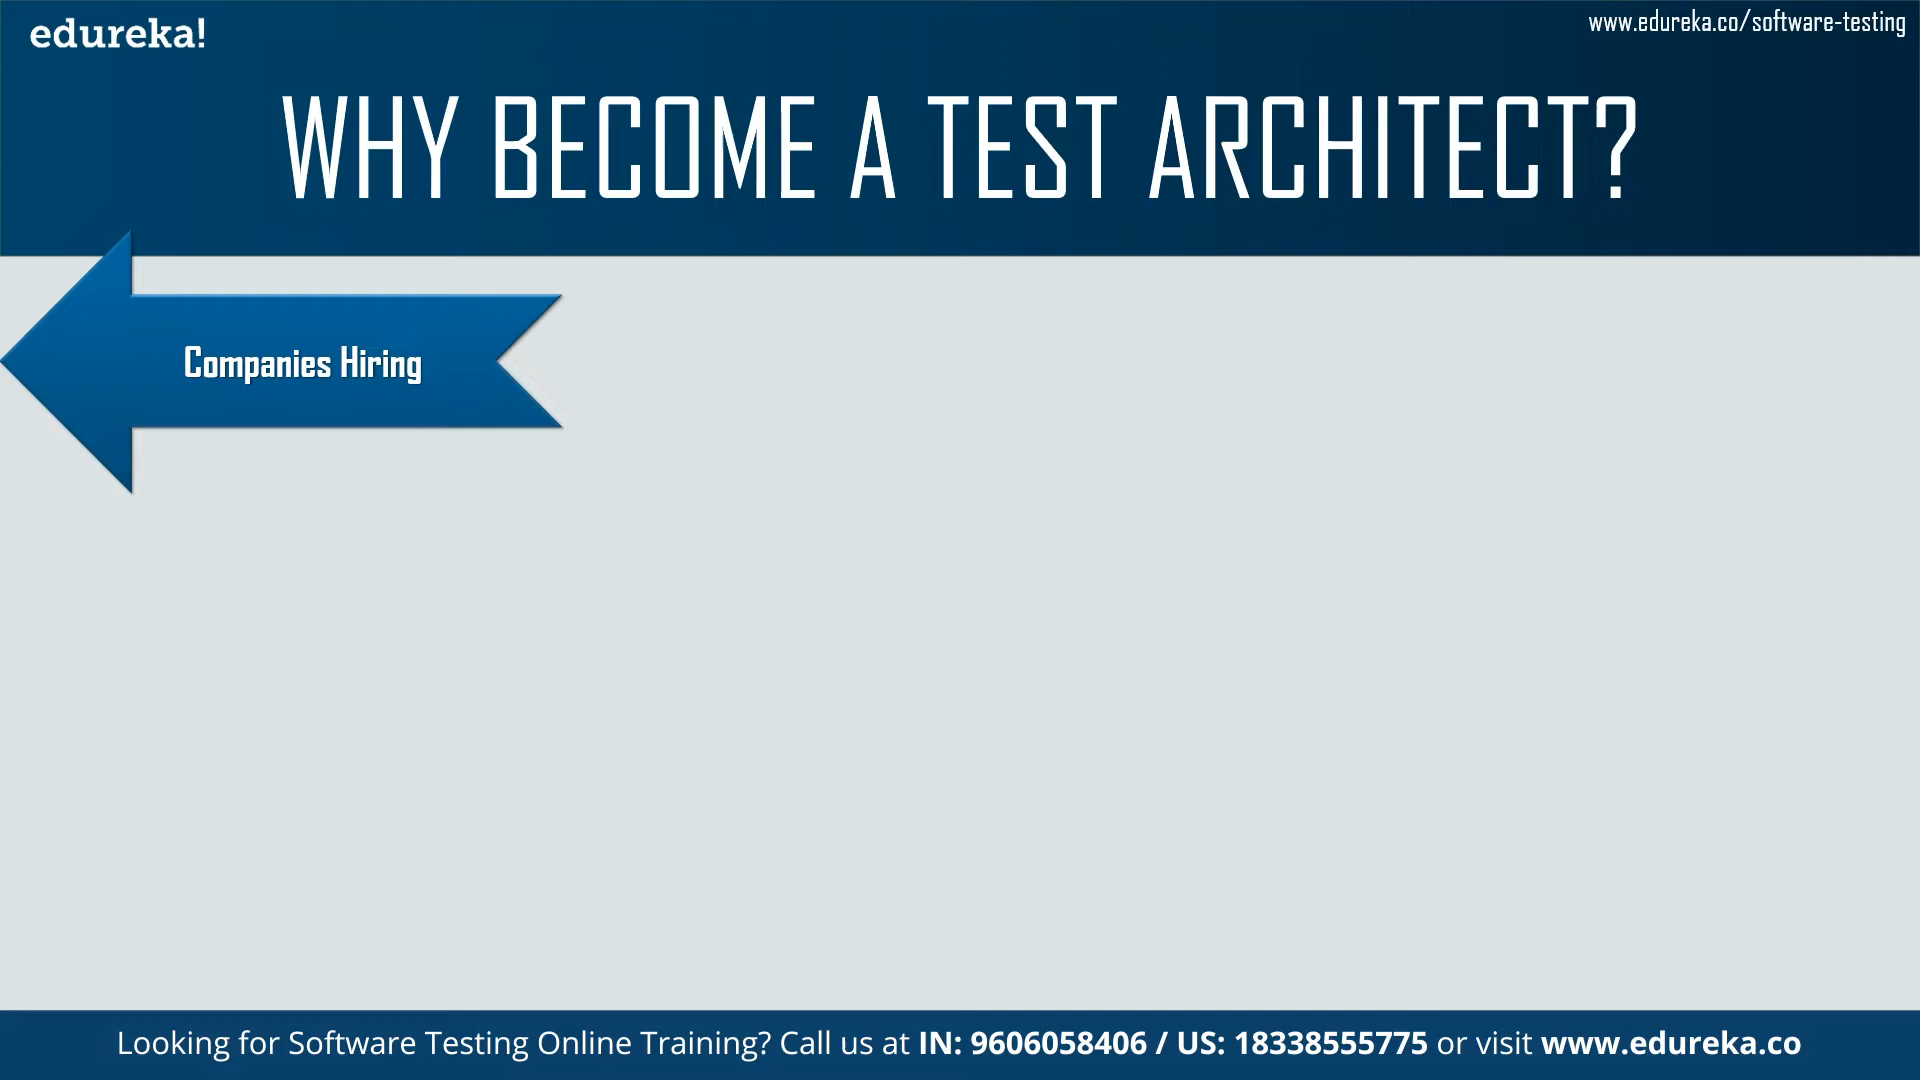 edureka!
www.edureka.co/software-testing
WHY BECOME A TEST ARCHITECT?
Companies Hiring
Looking for Software Testing Online Training? Call us at IN: 9606058406 / US: 18338555775 or visit www.edureka.co